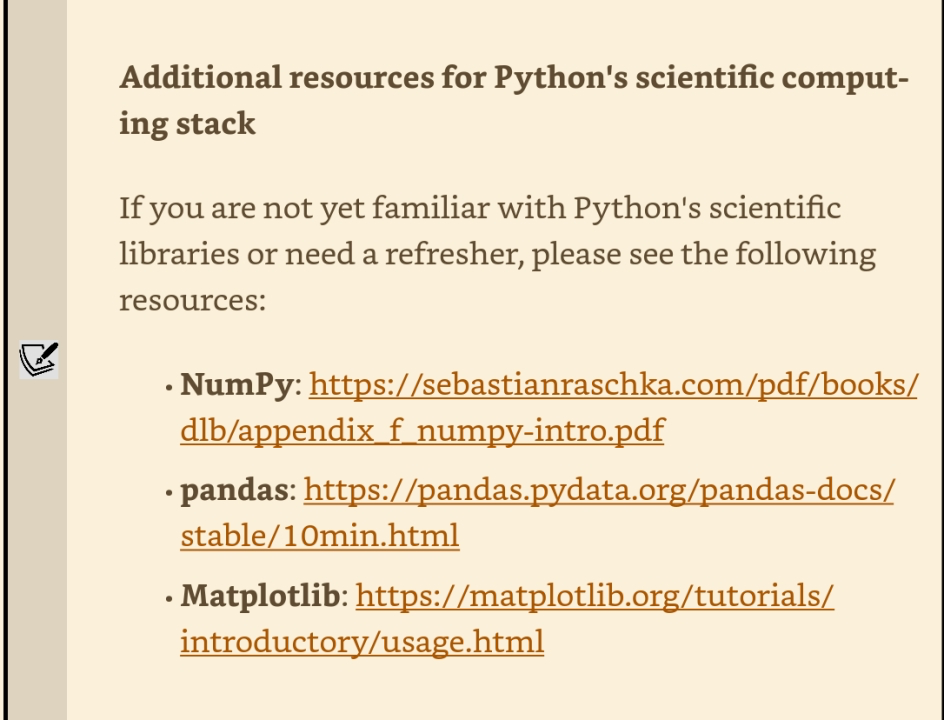 Additional resources for Python's scientific comput-
ing stack
If you are not yet familiar with Python's scientific
libraries or need a refresher, please see the following
resources:
• NumPy: https://sebastianraschka.com/pdf/books/
dlb/appendix_f_numpy-intro.pdf
• pandas: https://pandas.pydata.org/pandas-docs/
stable/10min.html
• Matplotlib: https://matplotlib.org/tutorials/
introductory/usage.html